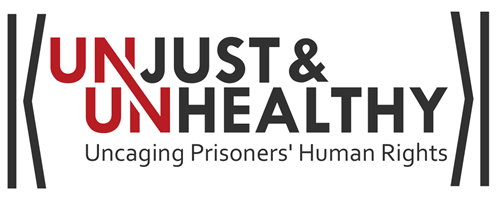 UNJUST &
UNHEALTHY
Uncaging Prisoners' Human Rights